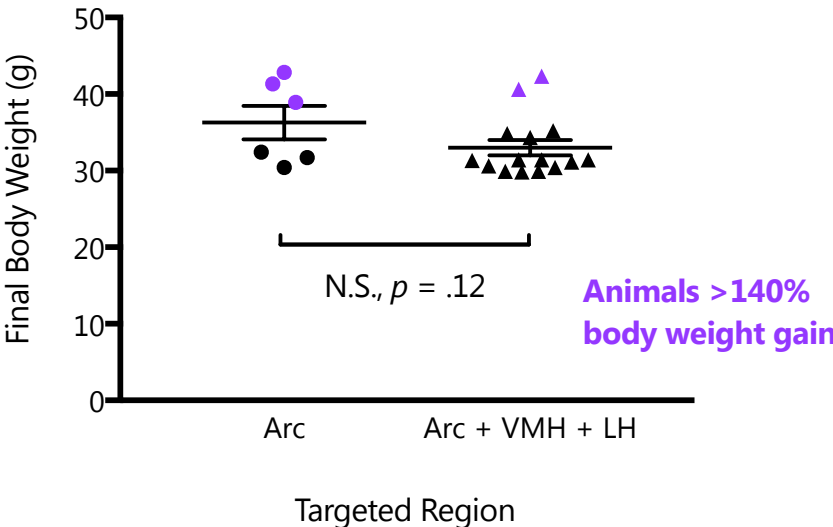 Final Body Weight (g)
50
40
30
20
10
0
N.S., p = .12
Animals >140%
body weight gain
Arc
Arc + VMH + LH
Targeted Region